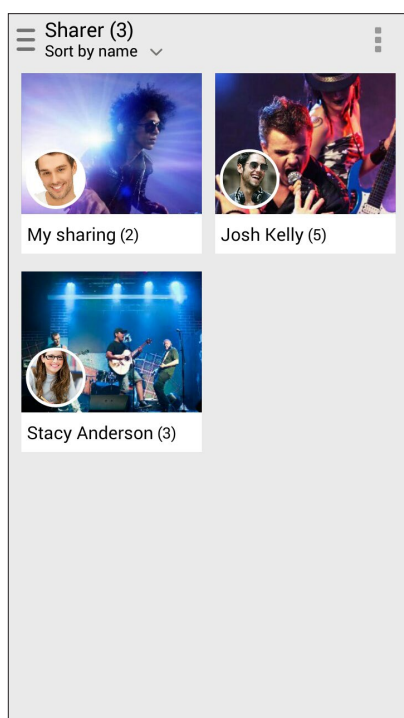 Sharer (3)
Sort by name
My sharing (2)
Josh Kelly (5)
Stacy Anderson (3)